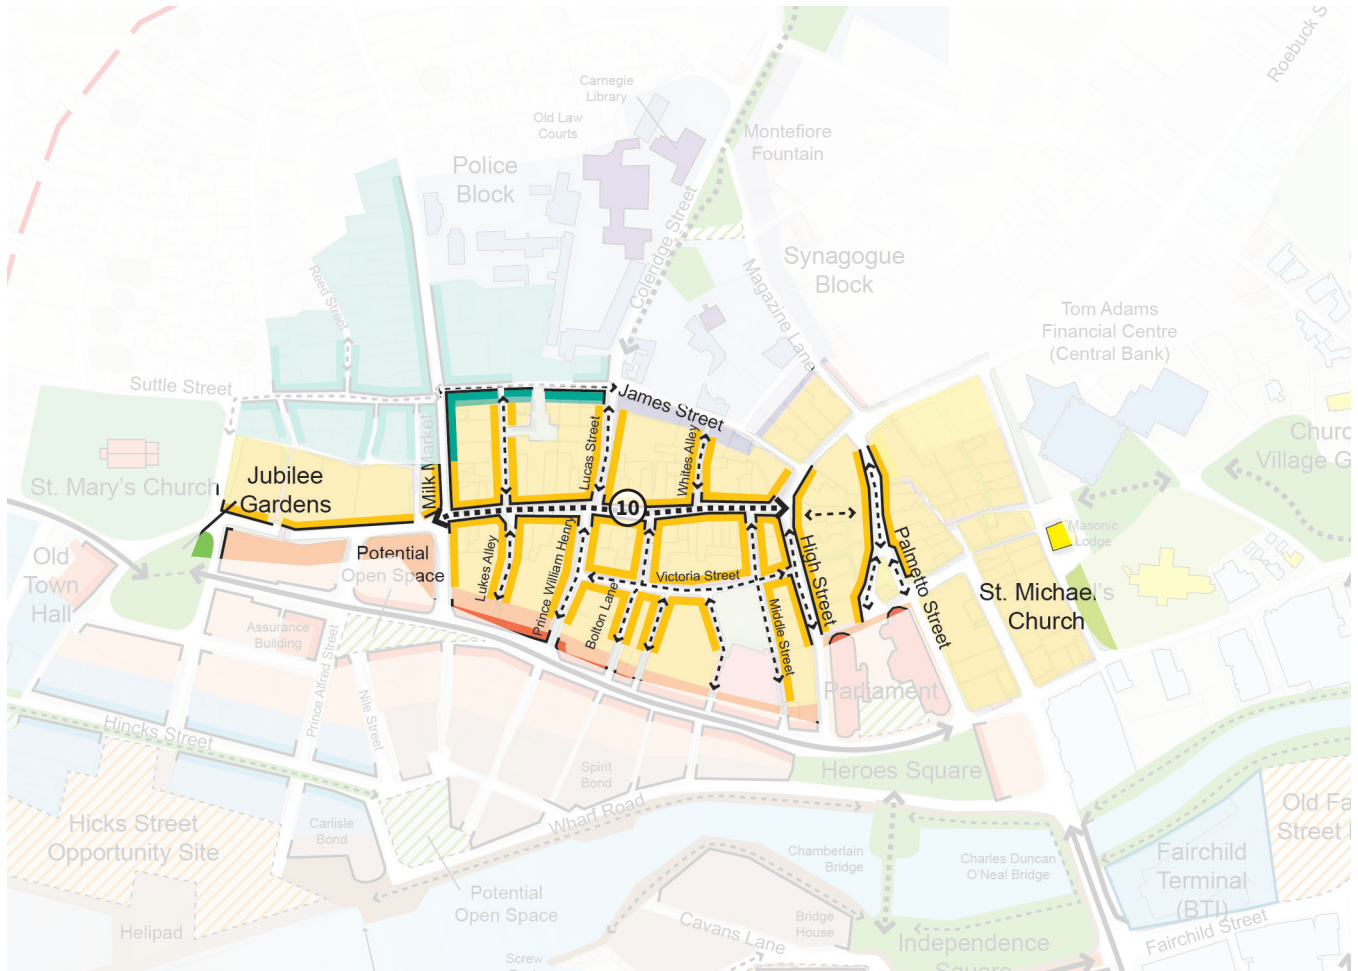 Roebuck S
Carnegie
Library
Old Law
Courts
Montefiore
Fountain
Police
Block
Coleridge Street
Synagogue
Block
Magazine Lane
Reed Street
Tom Adams
Financial Centre
(Central Bank)
Suttle Street
James Street
Milk Market
Lucas Street
Whites Alley
Churc
Village G
St. Mary's Church
Jubilee
Gardens
10
Masonic
Lodge
Old
Town
Hall
Potential
Open Space
Lukes Alley
Prince William Henry
Victoria Street
High Street
Palmetto Street
St. Michael's
Church
Bolton Lane
Middle Street
Assurance
Building
Prince Alfred Street
Nile Street
Parliament
Hincks Street
Spirit
Bond
Heroes Square
Wharf Road
Hicks Street
Opportunity Site
Carlisle
Bond
Old Fa
Street
Chamberlain
Bridge
Charles Duncan
O'Neal Bridge
Fairchild
Terminal
(BTI)
Potential
Open Space
Helipad
Cavans Lane
Bridge
House
Independence
Square
Fairchild Street
Screw